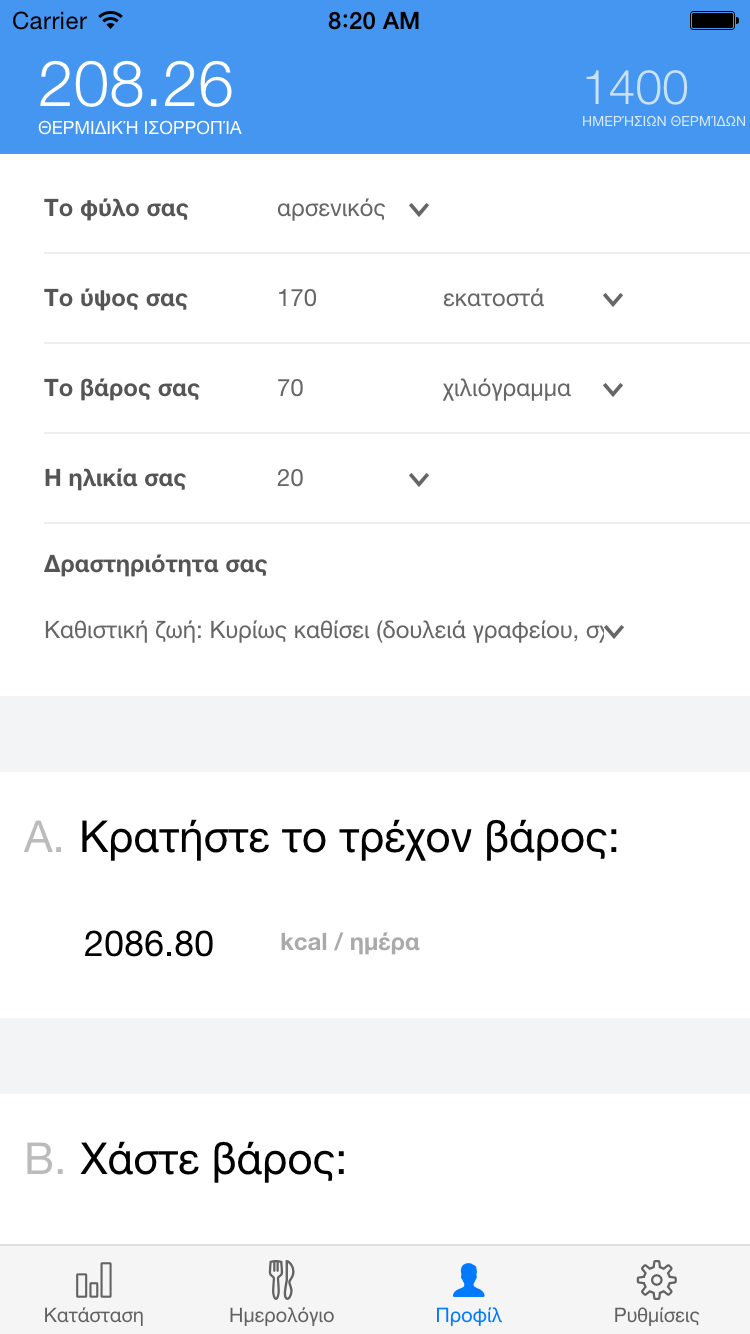 Carrier 8:20 AM
208.26 1400
ΘΕΡΜΙΔΙΚΉ ΙΣΟΡΡΟΠΊΑ ΗΜΕΡΉΣΙΩΝ ΘΕΡΜΊΔΩΝ
Το φύλο σας αρσενικός
Το ύψος σας 170 εκατοστά
Το βάρος σας 70 χιλιόγραμμα
Η ηλικία σας 20
Δραστηριότητα σας
Καθιστική ζωή: Κυρίως καθίσει (δουλειά γραφείου,
A. Κρατήστε το τρέχον βάρος:
2086.80 kcal / ημέρα
B. Χάστε βάρος:
Κατάσταση Ημερολόγιο Προφίλ Ρυθμίσεις